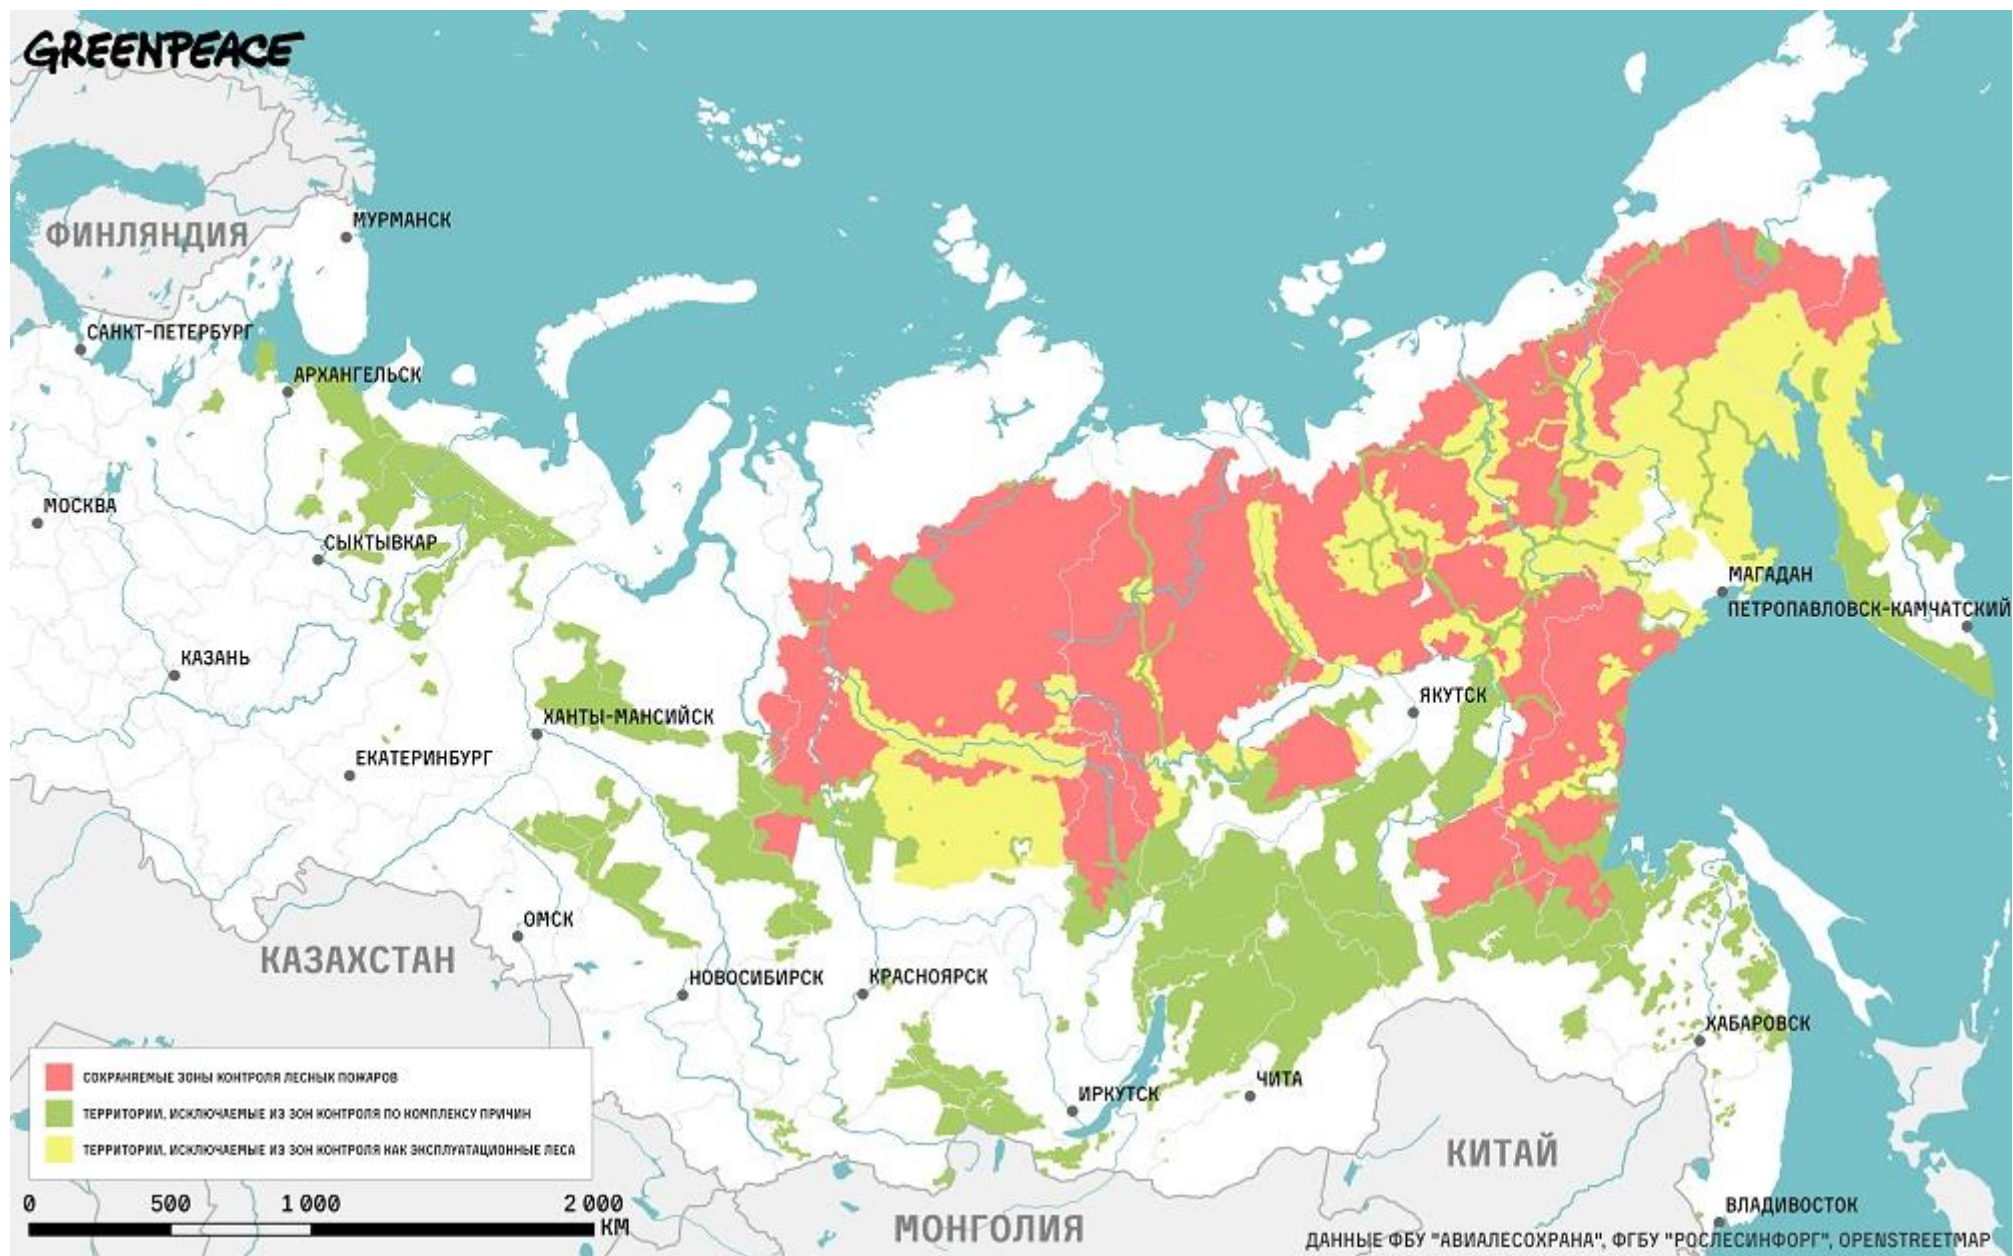 GREENPEACE
ФИНЛЯНДИЯ
МУРМАНСК
САНКТ-ПЕТЕРБУРГ
АРХАНГЕЛЬСК
МОСКВА
СЫКТЫВКАР
МАГАДАН
ПЕТРОПАВЛОВСК-КАМЧАТСКИЙ
КАЗАНЬ
ЯКУТСК
ХАНТЫ-МАНСИЙСК
ЕКАТЕРИНБУРГ
ОМСК
КАЗАХСТАН
НОВОСИБИРСК
КРАСНОЯРСК
ХАБАРОВСК
ЧИТА
ИРКУТСК
КИТАЙ
СОХРАНЯЕМЫЕ ЗОНЫ КОНТРОЛЯ ЛЕСНЫХ ПОЖАРОВ
ТЕРРИТОРИИ, ИСКЛЮЧАЕМЫЕ ИЗ ЗОН КОНТРОЛЯ ПО КОМПЛЕКСУ ПРИЧИН
ТЕРРИТОРИИ, ИСКЛЮЧАЕМЫЕ ИЗ ЗОН КОНТРОЛЯ КАК ЭКСПЛУАТАЦИОННЫЕ ЛЕСА
0 500 1 000 2 000
КМ
МОНГОЛИЯ
ВЛАДИВОСТОК
ДАННЫЕ ФБУ "АВИАЛЕСОХРАНА", ФГБУ "РОСЛЕСИНФОРГ", OPENSTREETMAP